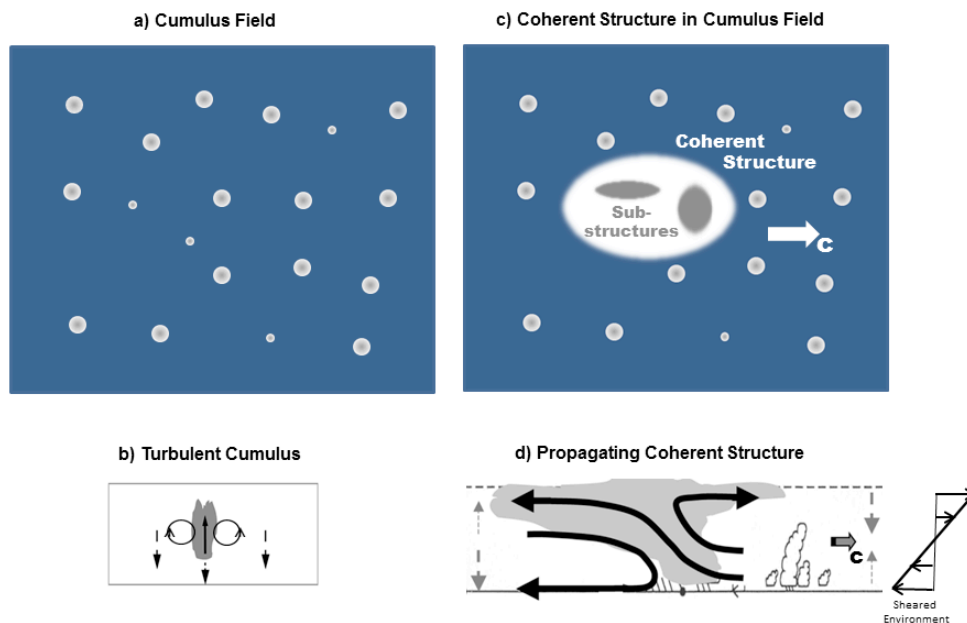 a) Cumulus Field
c) Coherent Structure in Cumulus Field
Coherent
Structure
Sub-
structures
C
b) Turbulent Cumulus
d) Propagating Coherent Structure
C
Sheared
Environment